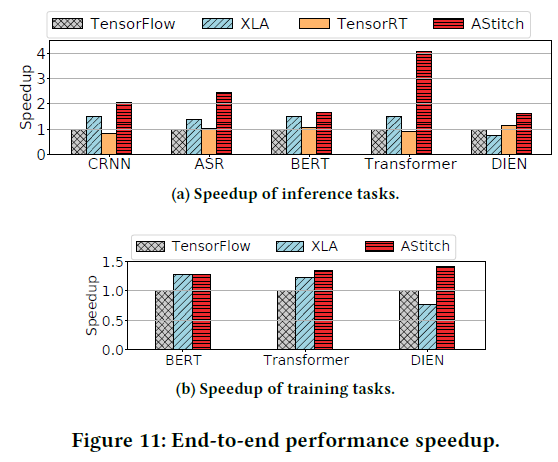 TensorFlow XLA TensorRT AStitch
Speedup
4
3
2
1
0
CRNN ASR BERT Transformer DIEN
(a) Speedup of inference tasks.
TensorFlow XLA AStitch
Speedup
1.5
1.0
0.5
0.0
BERT Transformer DIEN
(b) Speedup of training tasks.
Figure 11: End-to-end performance speedup.